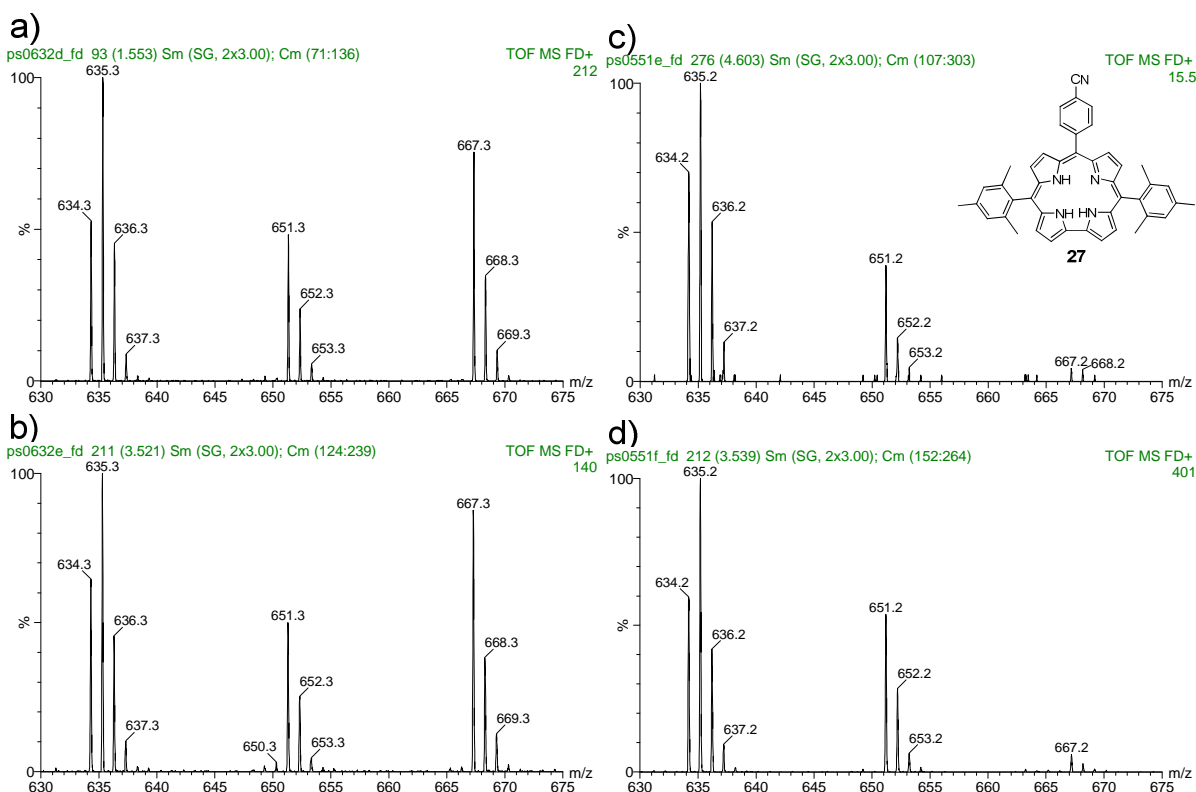 a)
ps0632d_fd 93 (1.553) Sm (SG, 2x3.00); Cm (71:136)
TOF MS FD+
212
100
%
0
635.3
634.3
636.3
637.3
651.3
652.3
653.3
667.3
668.3
669.3
630 635 640 645 650 655 660 665 670 675
m/z
b)
ps0632e_fd 211 (3.521) Sm (SG, 2x3.00); Cm (124:239)
TOF MS FD+
140
100
%
0
635.3
634.3
636.3
637.3
650.3
651.3
652.3
653.3
667.3
668.3
669.3
630 635 640 645 650 655 660 665 670 675
m/z
c)
ps0551e_fd 276 (4.603) Sm (SG, 2x3.00); Cm (107:303)
TOF MS FD+
15.5
100
%
0
635.2
634.2
636.2
637.2
651.2
652.2
653.2
667.2
668.2
CN
NH
N
NH
HN
27
630 635 640 645 650 655 660 665 670 675
m/z
d)
ps0551f_fd 212 (3.539) Sm (SG, 2x3.00); Cm (152:264)
TOF MS FD+
401
100
%
0
635.2
634.2
636.2
637.2
651.2
652.2
653.2
667.2
630 635 640 645 650 655 660 665 670 675
m/z